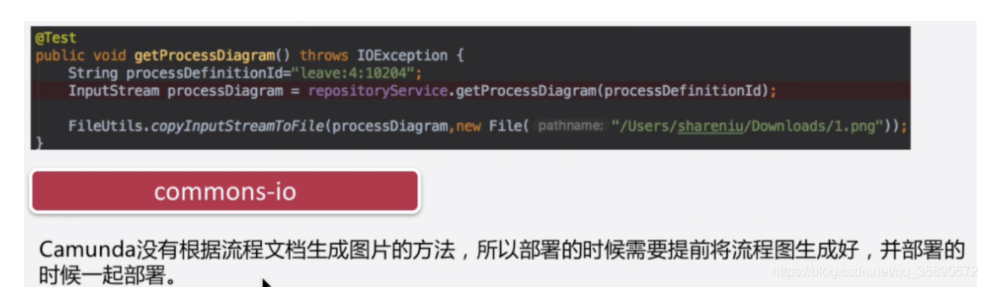 @Test
public void getProcessDiagram() throws IOException {
String processDefinitionId="leave:4:10204";
InputStream processDiagram = repositoryService.getProcessDiagram(processDefinitionId);
FileUtils.copyInputStreamToFile(processDiagram,new File( pathname: "/Users/shareniu/Downloads/1.png"));
}
commons-io
Camunda没有根据流程文档生成图片的方法，所以部署的时候需要提前将流程图生成好，并部署的
时候一起部署。
https://blog.csdn.net/qq_35890572